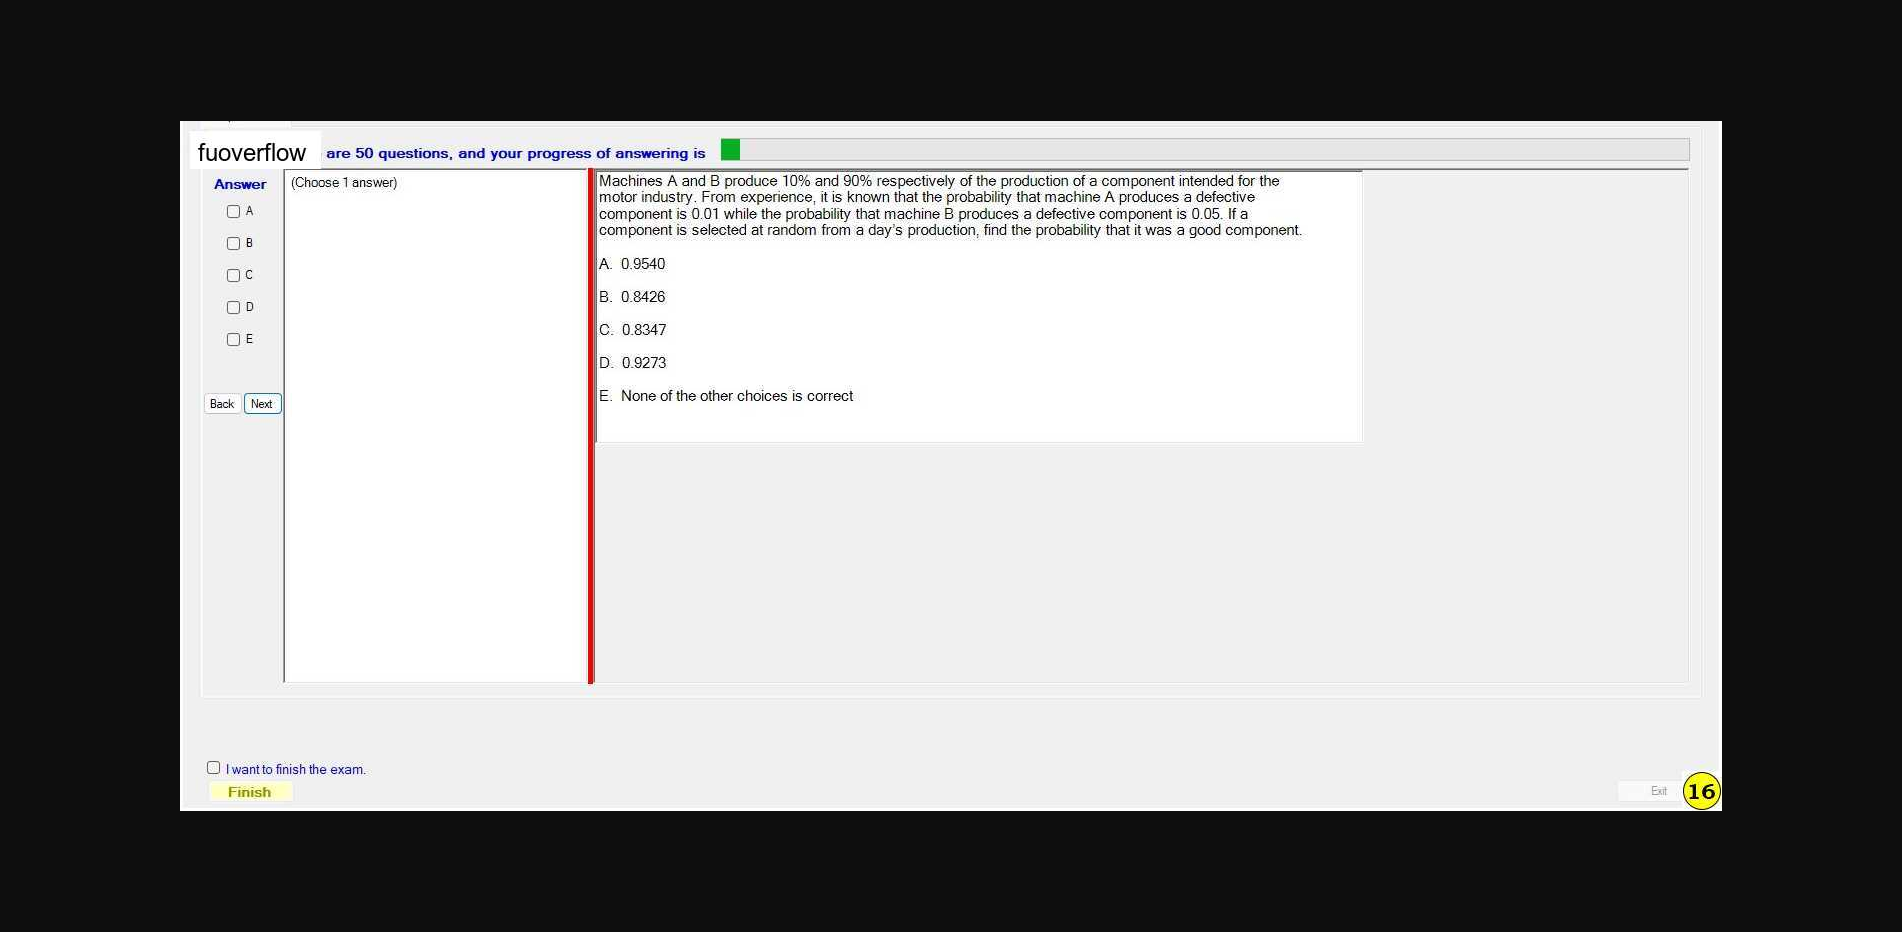 fuoverflow are 50 questions, and your progress of answering is
Answer
A
B
C
D
E
Back Next
(Choose 1 answer)
Machines A and B produce 10% and 90% respectively of the production of a component intended for the
motor industry. From experience, it is known that the probability that machine A produces a defective
component is 0.01 while the probability that machine B produces a defective component is 0.05. If a
component is selected at random from a day's production, find the probability that it was a good component.
A. 0.9540
B. 0.8426
C. 0.8347
D. 0.9273
E. None of the other choices is correct
I want to finish the exam.
Finish
Exit
16